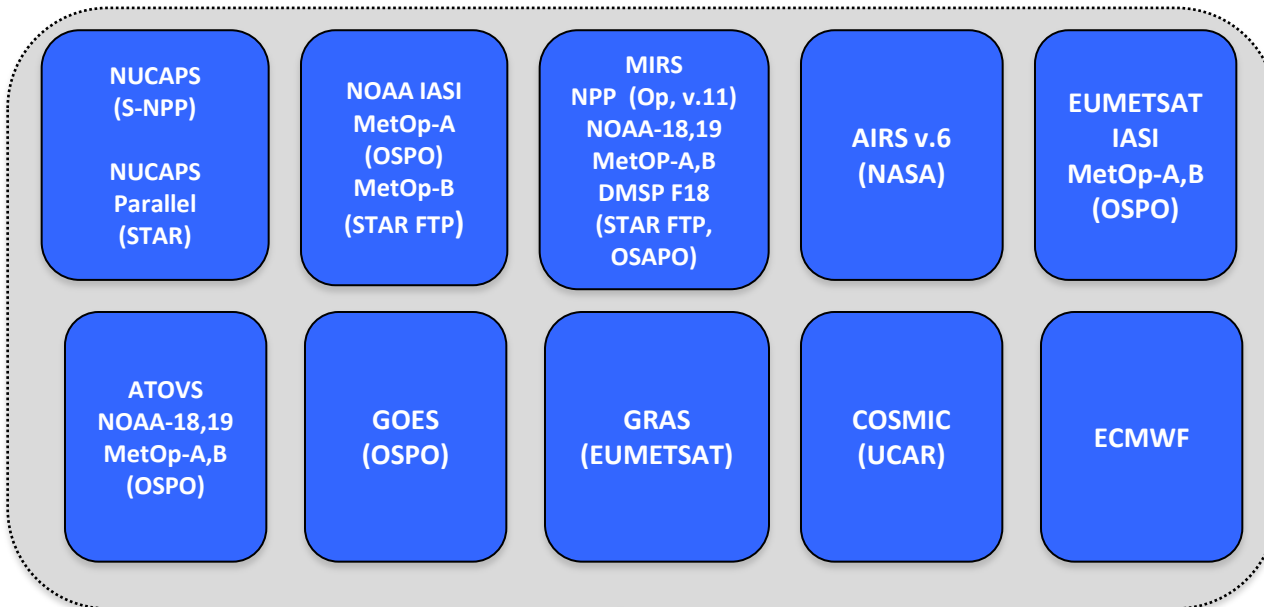 NUCAPS
(S-NPP)
NUCAPS
Parallel
(STAR)
NOAA IASI
MetOp-A
(OSPO)
MetOp-B
(STAR FTP)
MIRS
NPP (Op, v.11)
NOAA-18,19
MetOP-A,B
DMSP F18
(STAR FTP,
OSAPO)
AIRS v.6
(NASA)
EUMETSAT
IASI
MetOp-A,B
(OSPO)
ATOVS
NOAA-18,19
MetOp-A,B
(OSPO)
GOES
(OSPO)
GRAS
(EUMETSAT)
COSMIC
(UCAR)
ECMWF